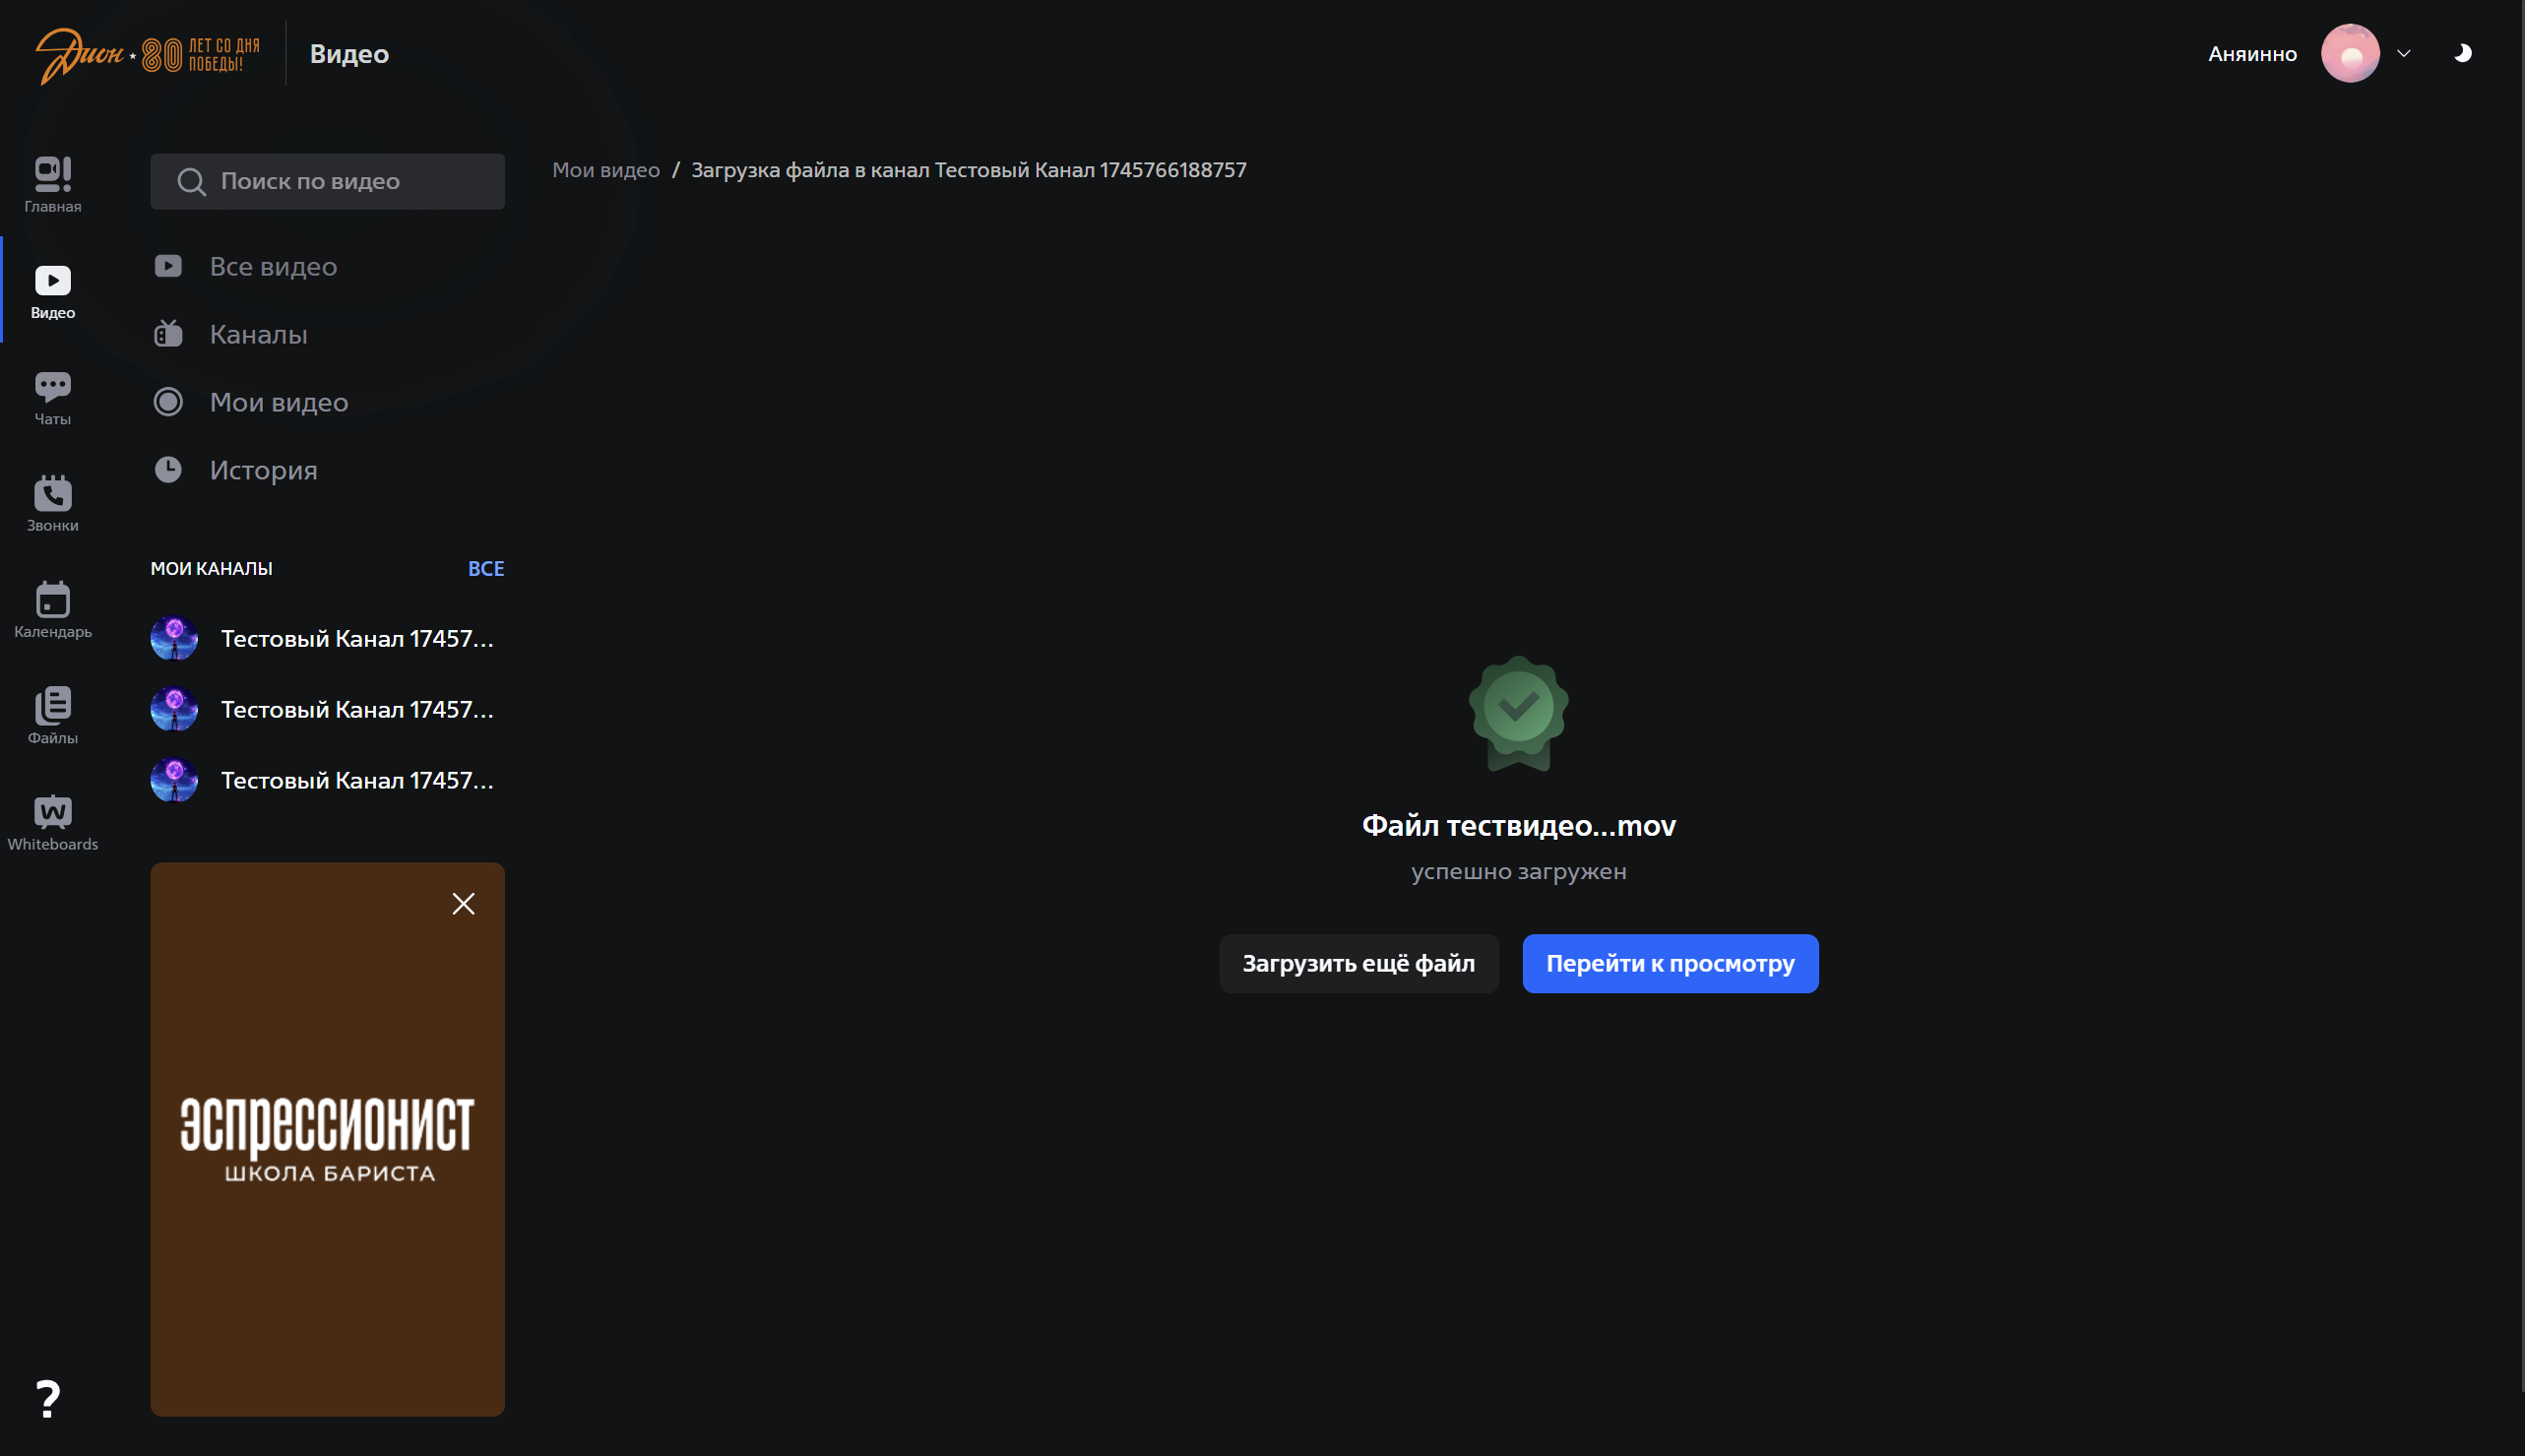 Дион
80 ЛЕТ СО ДНЯ
ПОБЕДЫ!
Видео
Аняинно
Главная
Видео
Чаты
Звонки
Календарь
Файлы
Whiteboards
?
Поиск по видео
Все видео
Каналы
Мои видео
История
МОИ КАНАЛЫ ВСЕ
Тестовый Канал 17457...
Тестовый Канал 17457...
Тестовый Канал 17457...
ЭСПРЕССИОНИСТ
ШКОЛА БАРИСТА
Мои видео / Загрузка файла в канал Тестовый Канал 1745766188757
Файл тествидео...mov
успешно загружен
Загрузить ещё файл
Перейти к просмотру